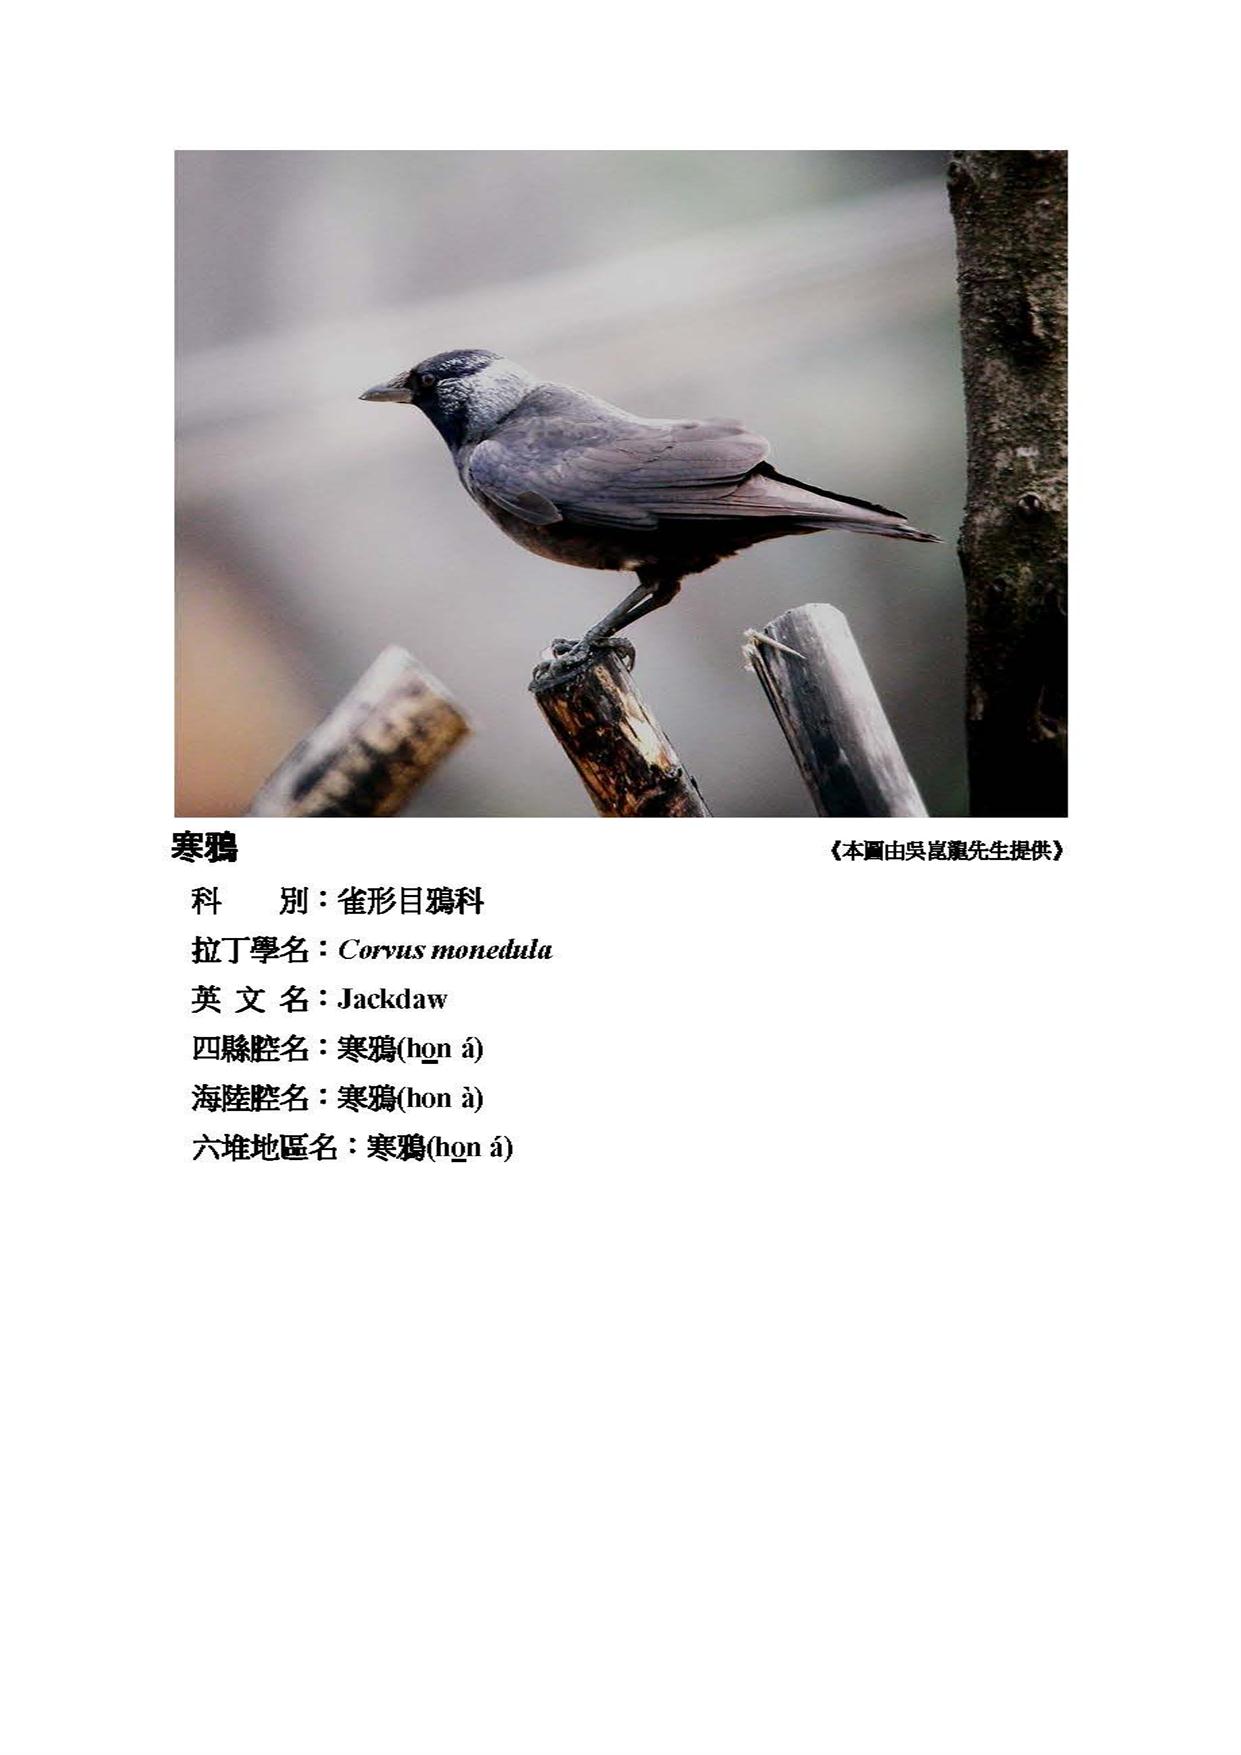 寒鴉
《本圖由吳崑龍先生提供》
科　　別：雀形目鴉科
拉丁學名：Corvus monedula
英 文 名：Jackdaw
四縣腔名：寒鴉(hon á)
海陸腔名：寒鴉(hon à)
六堆地區名：寒鴉(hon á)